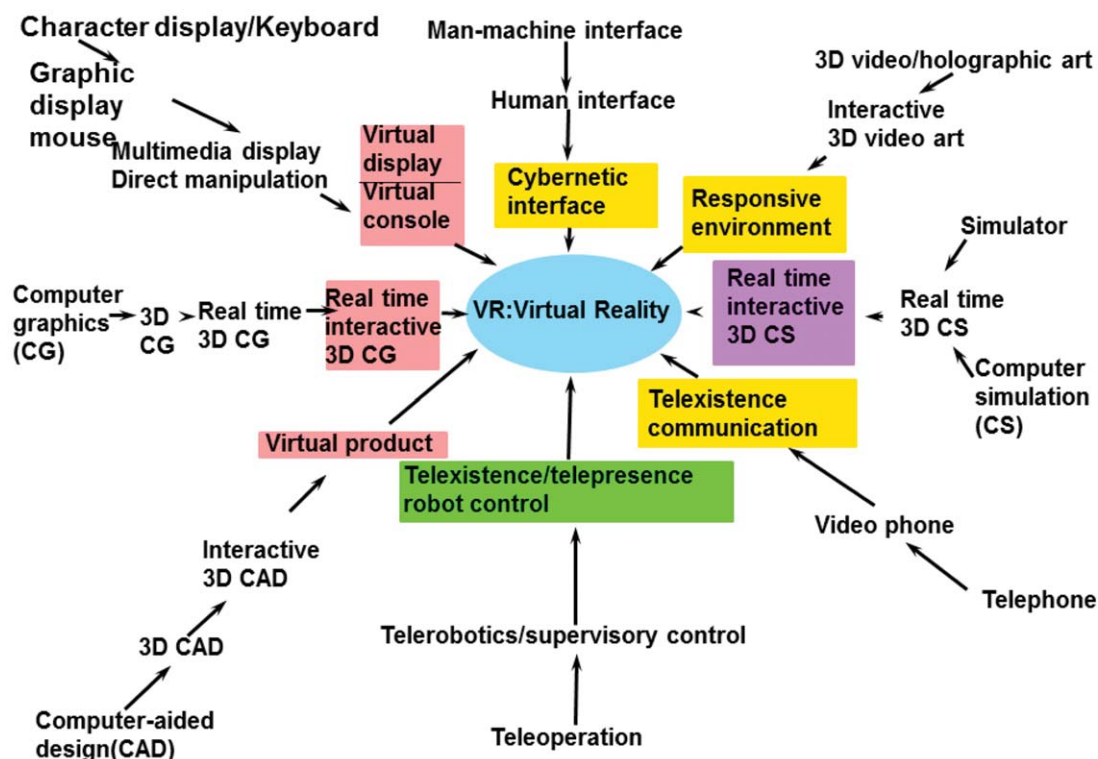 Character display/Keyboard
Graphic
display
mouse
Multimedia display
Direct manipulation
Virtual
display
Virtual
console
Man-machine interface
Human interface
Cybernetic
interface
3D video/holographic art
Interactive
3D video art
Responsive
environment
Simulator
Real time
3D CS
Computer
simulation
(CS)
Real time
interactive
3D CS
VR:Virtual Reality
Computer
graphics
(CG)
3D
CG
Real time
3D CG
Real time
interactive
3D CG
Telexistence
communication
Video phone
Telephone
Virtual product
Interactive
3D CAD
3D CAD
Computer-aided
design(CAD)
Telexistence/telepresence
robot control
Telerobotics/supervisory control
Teleoperation